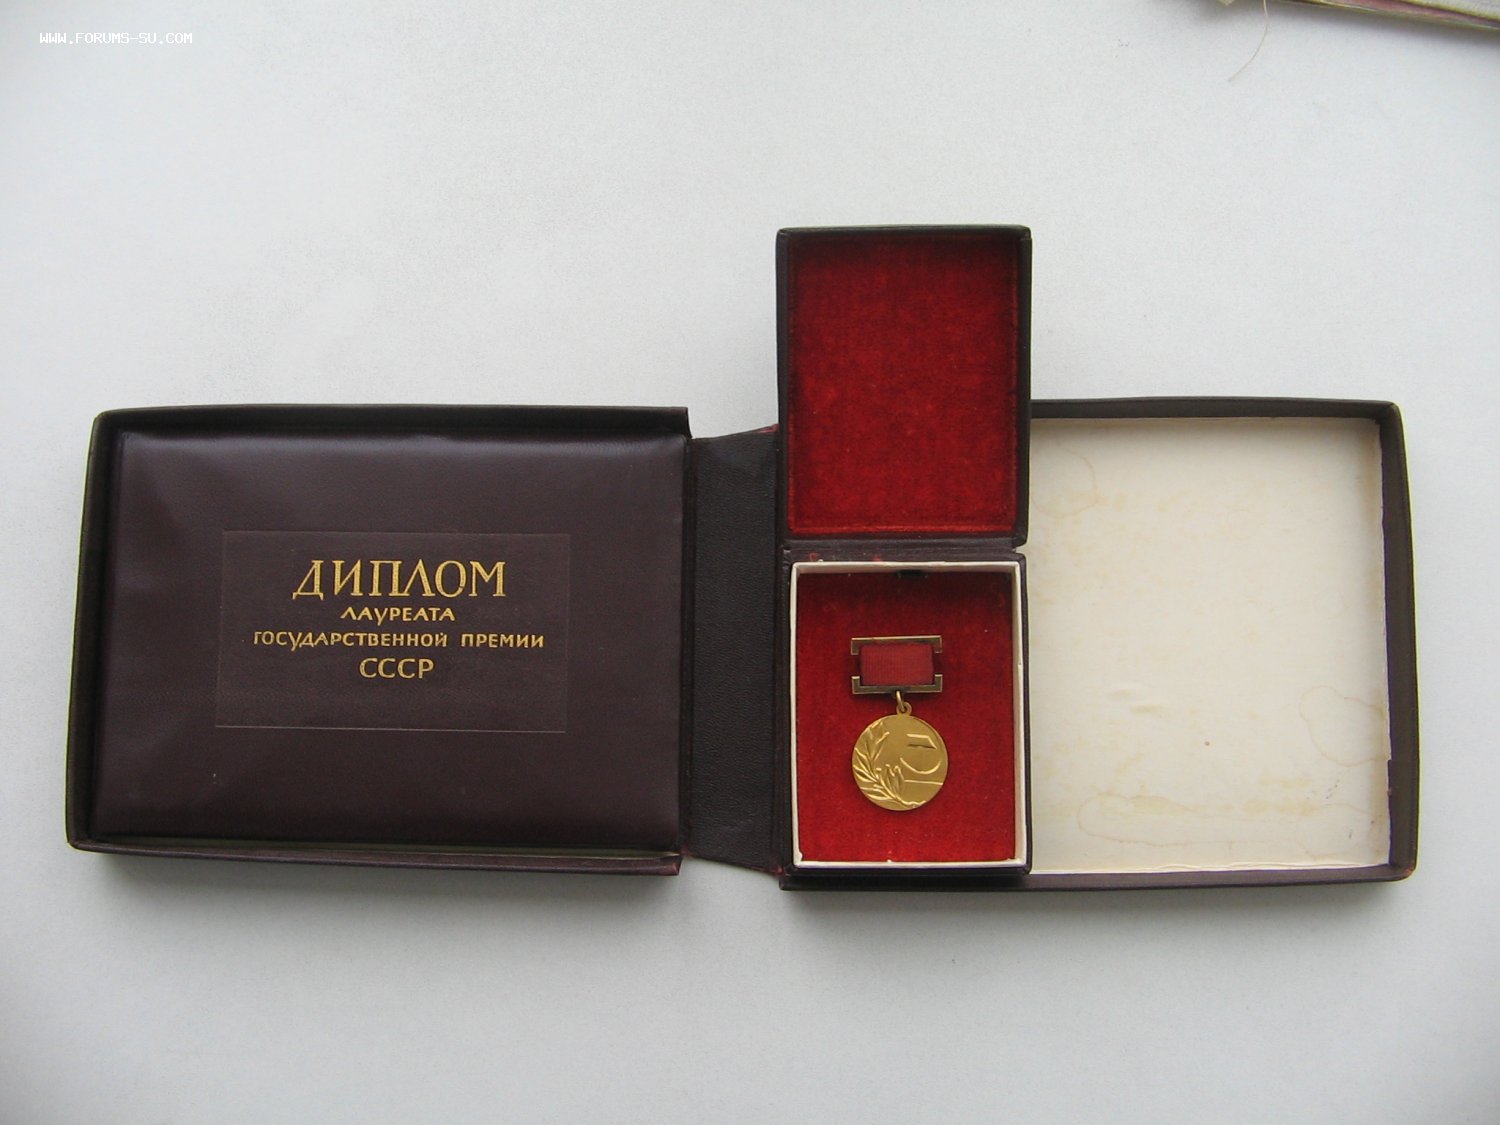 WWW.FORUMS-SU.COM
ДИПЛОМ
ЛАУРЕАТА
ГОСУДАРСТВЕННОЙ ПРЕМИИ
СССР